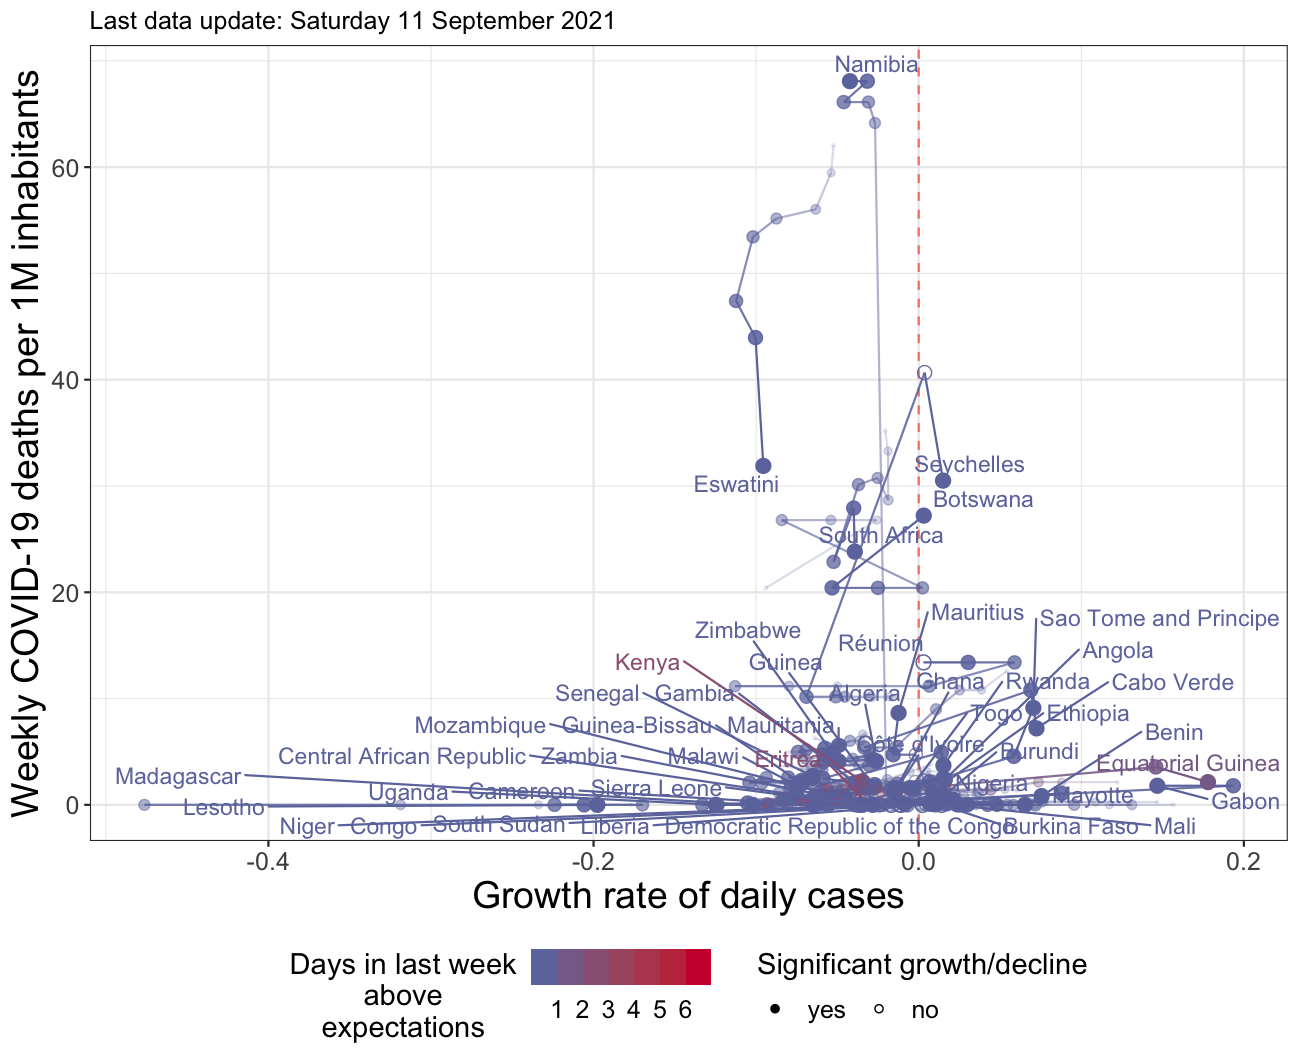 Last data update: Saturday 11 September 2021
Weekly COVID-19 deaths per 1M inhabitants
60
40
20
0
Namibia
Eswatini
Seychelles
Botswana
South Africa
Mauritius
Sao Tome and Principe
Zimbabwe
Réunion
Angola
Kenya
Guinea
Senegal
Gambia
Algeria
Ghana
Rwanda
Cabo Verde
Togo
Ethiopia
Mozambique
Guinea-Bissau
Mauritania
Benin
Côte d'Ivoire
Burundi
Central African Republic
Zambia
Malawi
Eritrea
Equatorial Guinea
Madagascar
Nigeria
Uganda
Cameroon
Sierra Leone
Mayotte
Gabon
Lesotho
Niger
Congo
South Sudan
Liberia
Democratic Republic of the Congo
Burkina Faso
Mali
-0.4
-0.2
0.0
0.2
Growth rate of daily cases
Days in last week
above
expectations
1 2 3 4 5 6
Significant growth/decline
yes
no